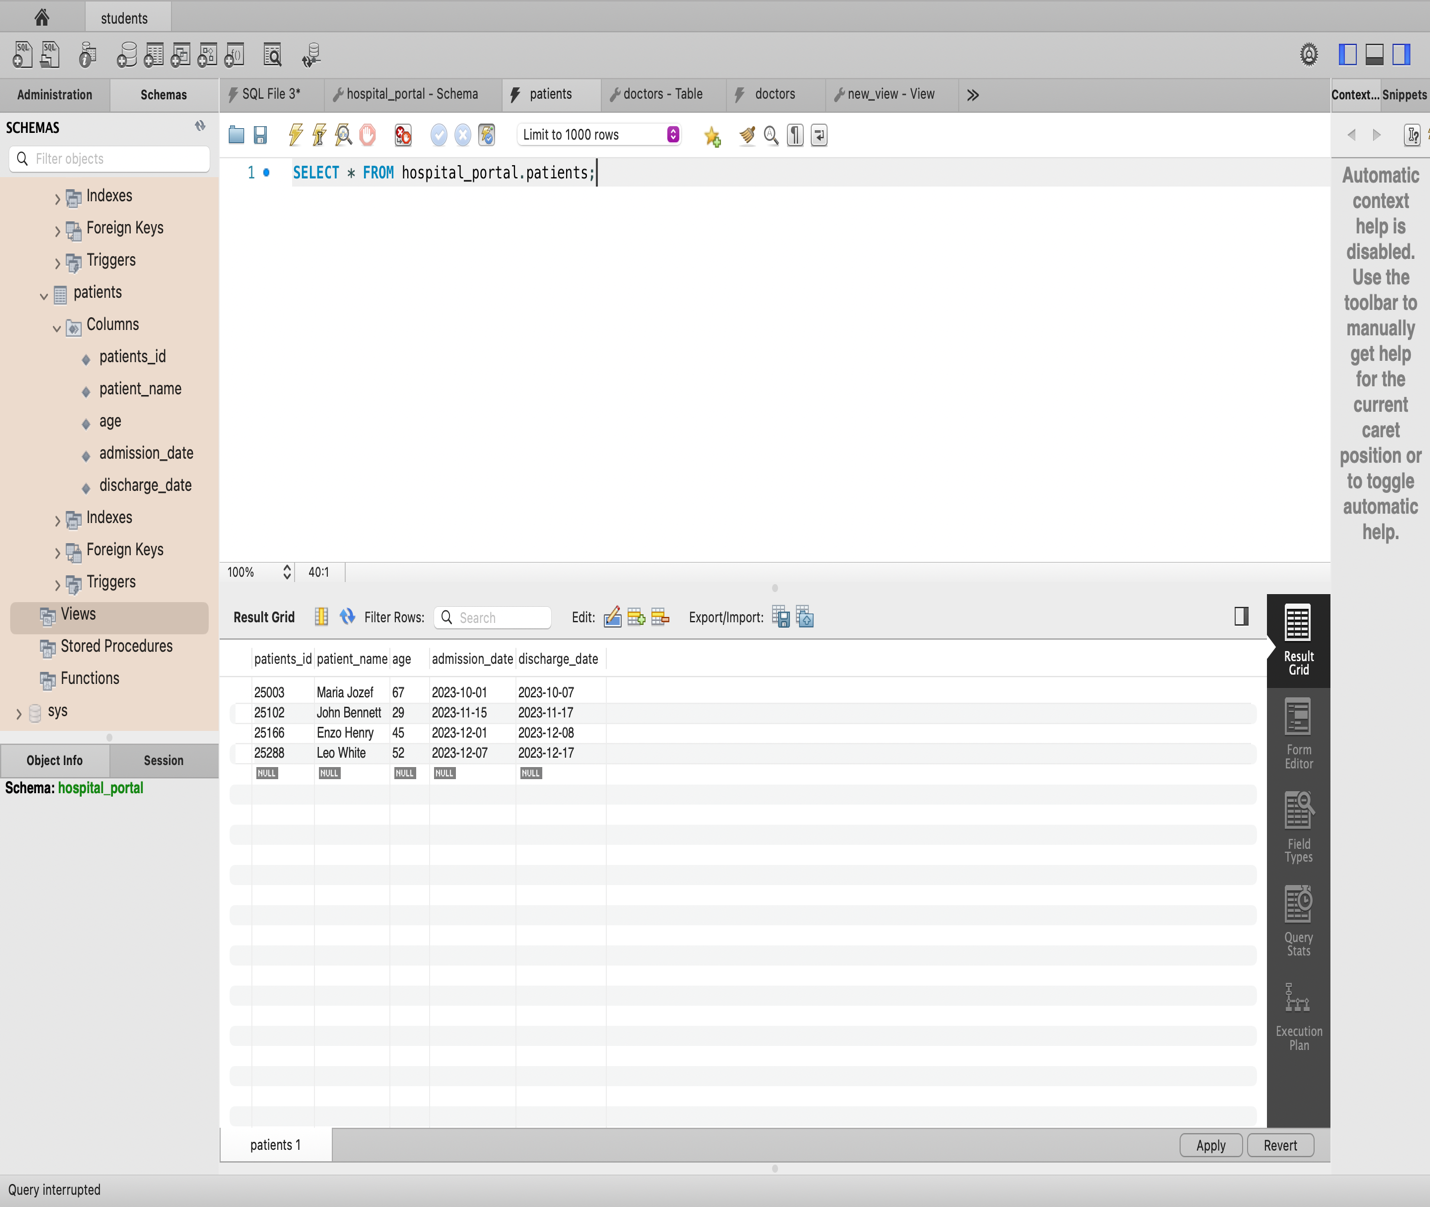 students
Administration
Schemas
SQL File 3*
hospital_portal - Schema
patients
doctors - Table
doctors
new_view - View
Context...
Snippets
SCHEMAS
Filter objects
Limit to 1000 rows
1
SELECT * FROM hospital_portal.patients;
Indexes
Foreign Keys
Triggers
patients
Columns
patients_id
patient_name
age
admission_date
discharge_date
Indexes
Foreign Keys
Triggers
Views
Stored Procedures
Functions
sys
Object Info
Session
Schema: hospital_portal
Automatic
context
help is
disabled.
Use the
toolbar to
manually
get help
for the
current
caret
position or
to toggle
automatic
help.
100%
40:1
Result Grid
Filter Rows:
Search
Edit:
Export/Import:
patients_id patient_name age admission_date discharge_date
25003 Maria Jozef 67 2023-10-01 2023-10-07
25102 John Bennett 29 2023-11-15 2023-11-17
25166 Enzo Henry 45 2023-12-01 2023-12-08
25288 Leo White 52 2023-12-07 2023-12-17
NULL NULL NULL NULL NULL
Result
Grid
Form
Editor
Field
Types
Query
Stats
Execution
Plan
patients 1
Apply
Revert
Query interrupted